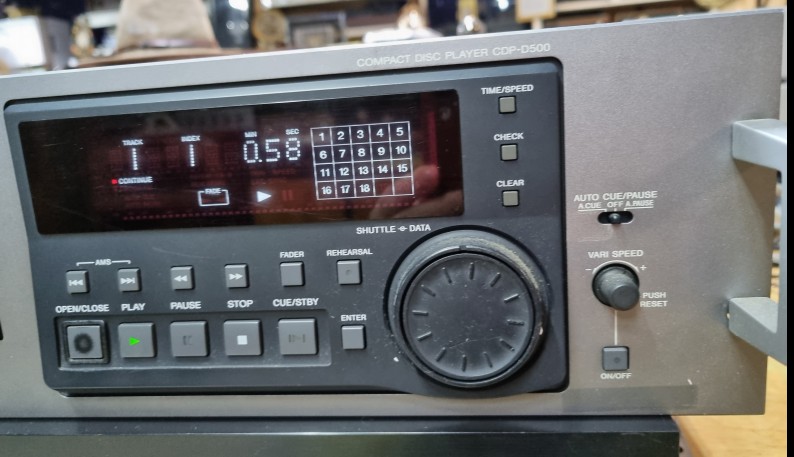 COMPACT DISC PLAYER CDP-D500
TIME/SPEED
TRACK INDEX MIN SEC
1 1 0.58
1 2 3 4 5
6 7 8 9 10
11 12 13 14 15
16 17 18
CONTINUE
FADE
CHECK
CLEAR
AUTO CUE/PAUSE
A.CUE OFF A.PAUSE
SHUTTLE DATA
AMS
FADER
REHEARSAL
VARI SPEED
- +
PUSH
RESET
OPEN/CLOSE PLAY PAUSE STOP CUE/STBY
ENTER
ON/OFF